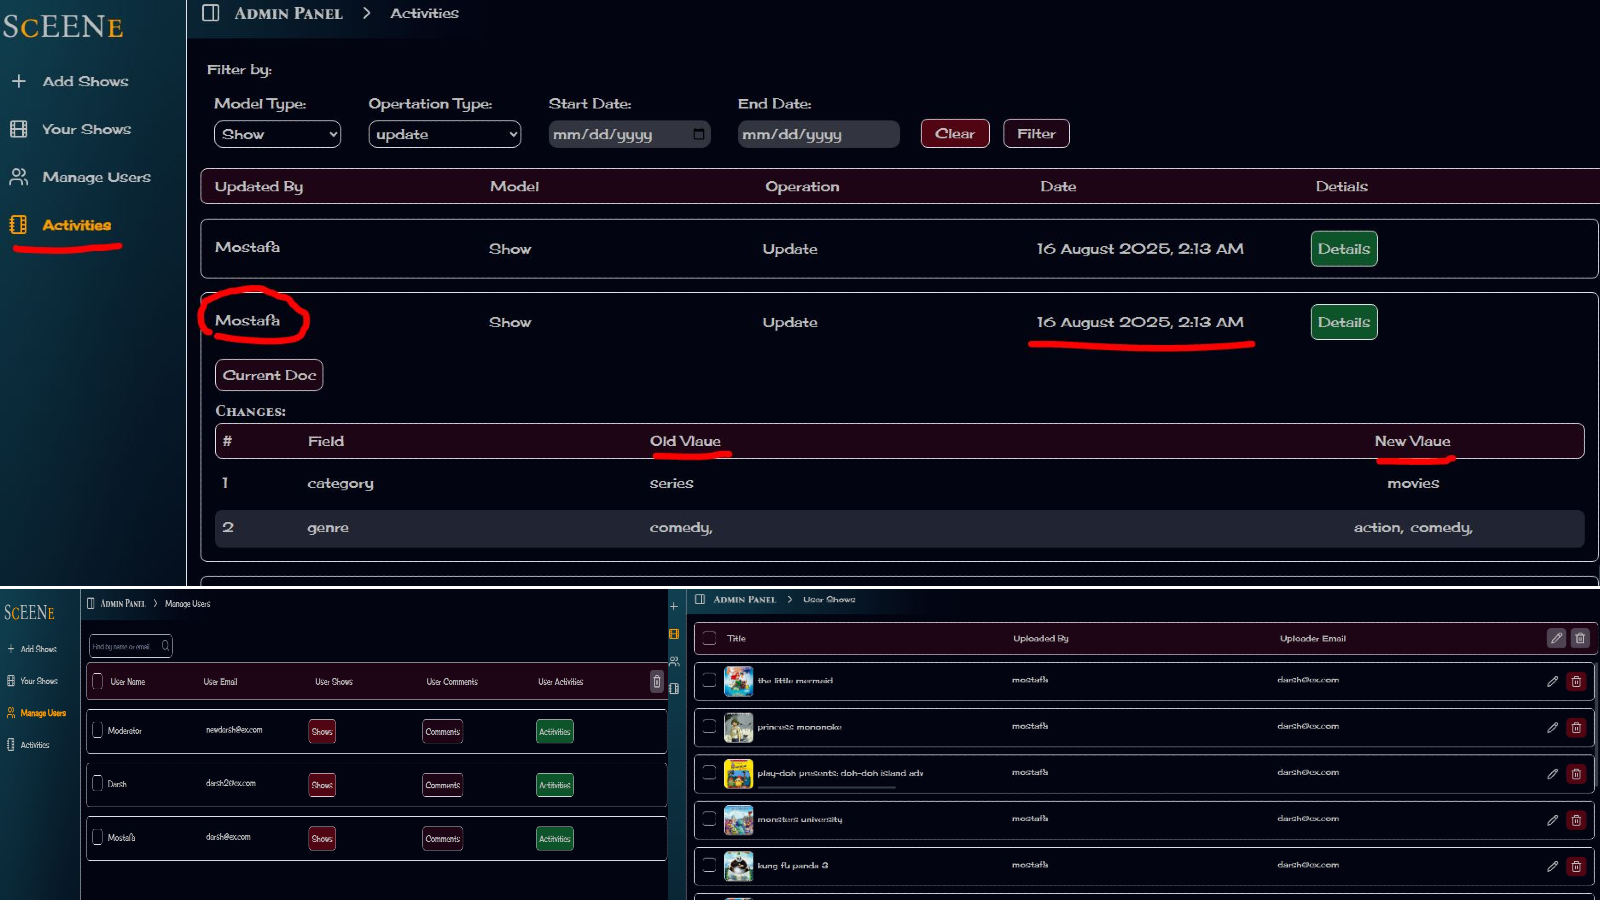 SCEENE
Admin Panel > Activities
Add Shows
Your Shows
Manage Users
Activities
Filter by:
Model Type: Opertation Type: Start Date: End Date:
Show update mm/dd/yyyy mm/dd/yyyy Clear Filter
Updated By Model Operation Date Detials
Mostafa Show Update 16 August 2025, 2:13 AM Details
Mostafa Show Update 16 August 2025, 2:13 AM Details
Current Doc
Changes:
# Field Old Vlaue New Vlaue
1 category series movies
2 genre comedy, action, comedy,
SCEENE
Add Shows
Your Shows
Manage Users
Activities
Admin Panel > Manage Users
Find by name or email
User Name User Email User Shows User Comments User Activities
Moderator newdarsh@ex.com Shows Comments Activities
Darsh darsh2@ex.com Shows Comments Activities
Mostafa darsh@ex.com Shows Comments Activities
Admin Panel > User Shows
Title Uploaded By Uploader Email
the little mermaid mostafa darsh@ex.com
princess mononoke mostafa darsh@ex.com
play-doh presents: doh-doh island adv mostafa darsh@ex.com
monsters university mostafa darsh@ex.com
kung fu panda 3 mostafa darsh@ex.com